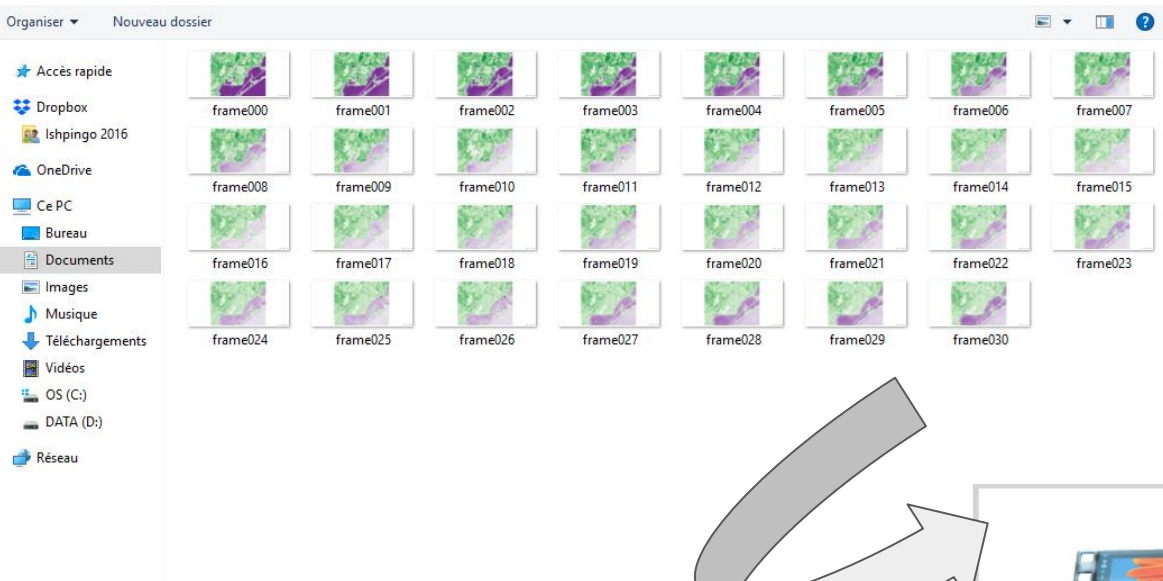 Organiser Nouveau dossier
Accès rapide
Dropbox
Ishpingo 2016
OneDrive
Ce PC
Bureau
Documents
Images
Musique
Téléchargements
Vidéos
OS (C:)
DATA (D:)
Réseau
frame000 frame001 frame002 frame003 frame004 frame005 frame006 frame007
frame008 frame009 frame010 frame011 frame012 frame013 frame014 frame015
frame016 frame017 frame018 frame019 frame020 frame021 frame022 frame023
frame024 frame025 frame026 frame027 frame028 frame029 frame030